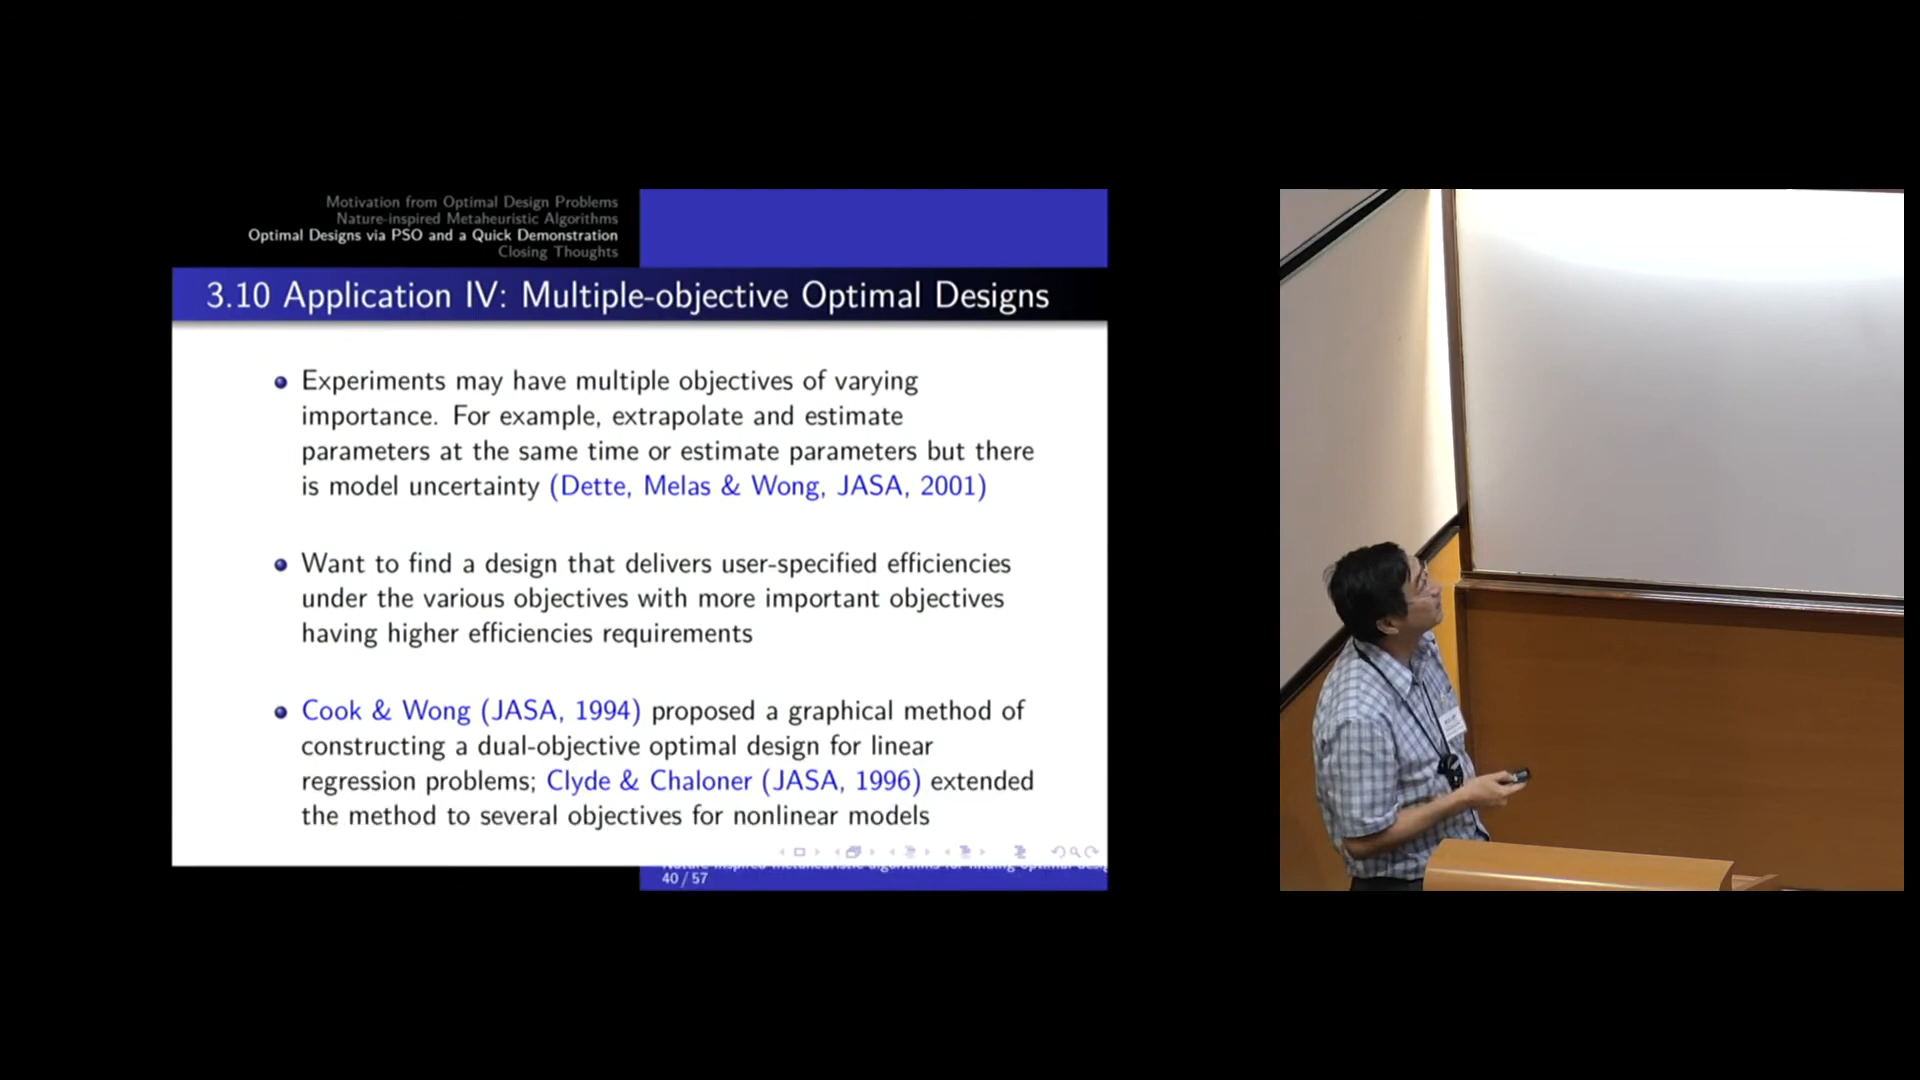 Motivation from Optimal Design Problems
Nature-inspired Metaheuristic Algorithms
Optimal Designs via PSO and a Quick Demonstration
Closing Thoughts
3.10 Application IV: Multiple-objective Optimal Designs
Experiments may have multiple objectives of varying
importance. For example, extrapolate and estimate
parameters at the same time or estimate parameters but there
is model uncertainty (Dette, Melas & Wong, JASA, 2001)
Want to find a design that delivers user-specified efficiencies
under the various objectives with more important objectives
having higher efficiencies requirements
Cook & Wong (JASA, 1994) proposed a graphical method of
constructing a dual-objective optimal design for linear
regression problems; Clyde & Chaloner (JASA, 1996) extended
the method to several objectives for nonlinear models
40 / 57